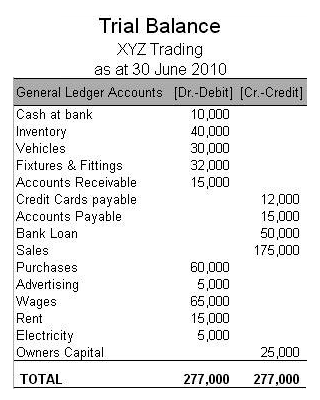 Trial Balance
XYZ Trading
as at 30 June 2010
General Ledger Accounts [Dr.-Debit] [Cr.-Credit]
Cash at bank 10,000
Inventory 40,000
Vehicles 30,000
Fixtures & Fittings 32,000
Accounts Receivable 15,000
Credit Cards payable 12,000
Accounts Payable 15,000
Bank Loan 50,000
Sales 175,000
Purchases 60,000
Advertising 5,000
Wages 65,000
Rent 15,000
Electricity 5,000
Owners Capital 25,000
TOTAL 277,000 277,000